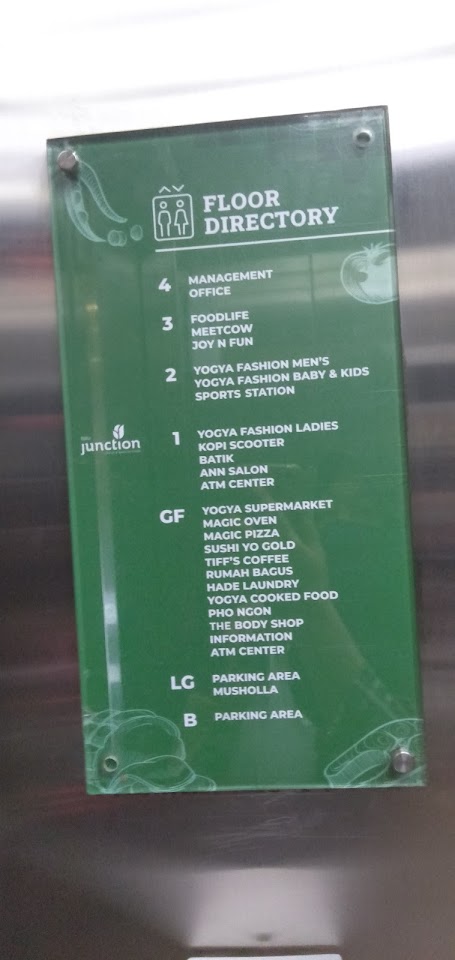 FLOOR
DIRECTORY
4 MANAGEMENT
OFFICE
3 FOODLIFE
MEETCOW
JOY N FUN
2 YOGYA FASHION MEN'S
YOGYA FASHION BABY & KIDS
SPORTS STATION
junction
1 YOGYA FASHION LADIES
KOPI SCOOTER
BATIK
ANN SALON
ATM CENTER
GF YOGYA SUPERMARKET
MAGIC OVEN
MAGIC PIZZA
SUSHI YO GOLD
TIFF'S COFFEE
RUMAH BAGUS
HADE LAUNDRY
YOGYA COOKED FOOD
PHO NGON
THE BODY SHOP
INFORMATION
ATM CENTER
LG PARKING AREA
MUSHOLLA
B PARKING AREA